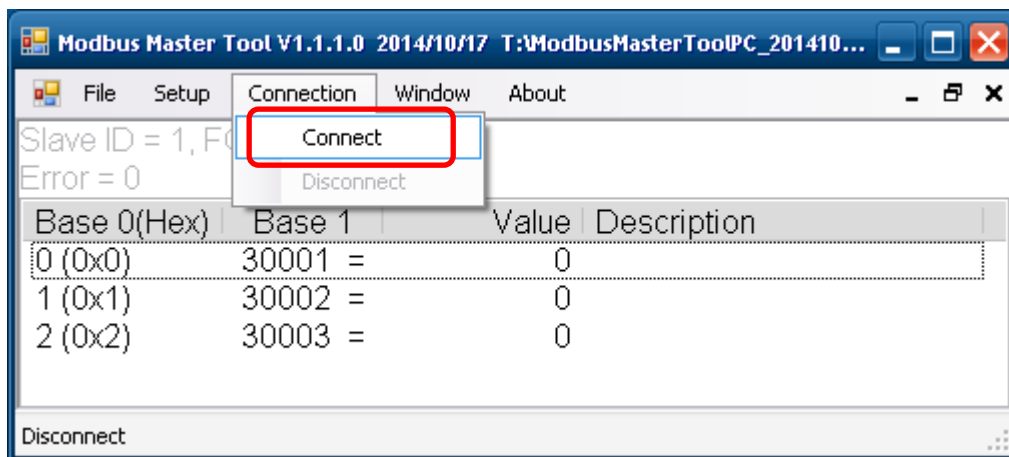 Modbus Master Tool V1.1.1.0 2014/10/17 T:\ModbusMasterToolPC_201410...
File Setup Connection Window About
Connect
Disconnect
Slave ID = 1,
Error = 0
Base 0(Hex) Base 1 Value Description
0 (0x0) 30001 = 0
1 (0x1) 30002 = 0
2 (0x2) 30003 = 0
Disconnect